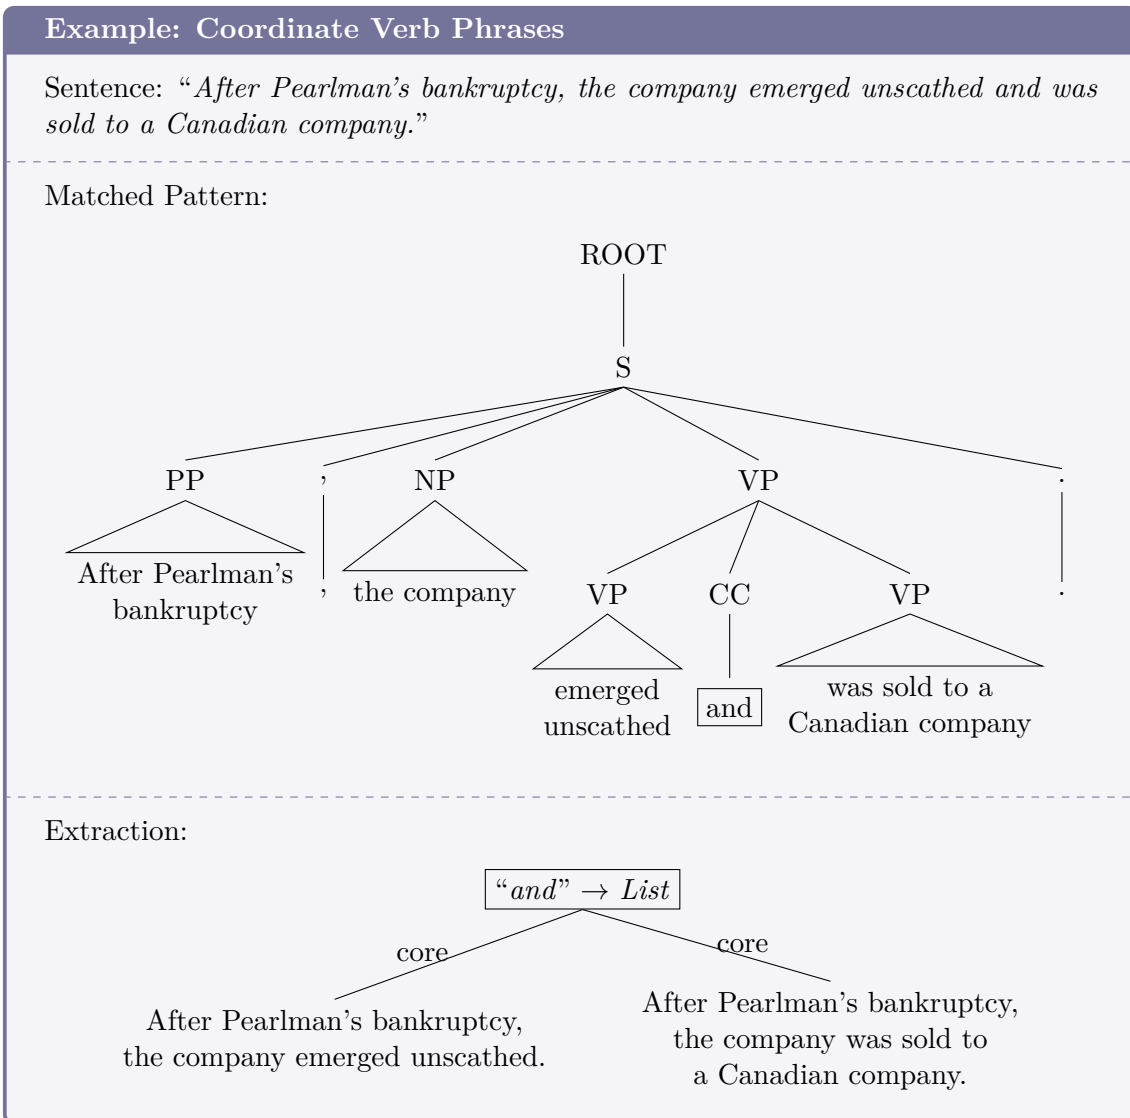 Example: Coordinate Verb Phrases
Sentence: “After Pearlman’s bankruptcy, the company emerged unscathed and was
sold to a Canadian company.”
Matched Pattern:
ROOT
S
PP , NP VP .
After Pearlman’s
bankruptcy
, the company VP CC VP .
emerged
unscathed
and
was sold to a
Canadian company
Extraction:
“and” → List
core core
After Pearlman’s bankruptcy,
the company emerged unscathed.
After Pearlman’s bankruptcy,
the company was sold to
a Canadian company.